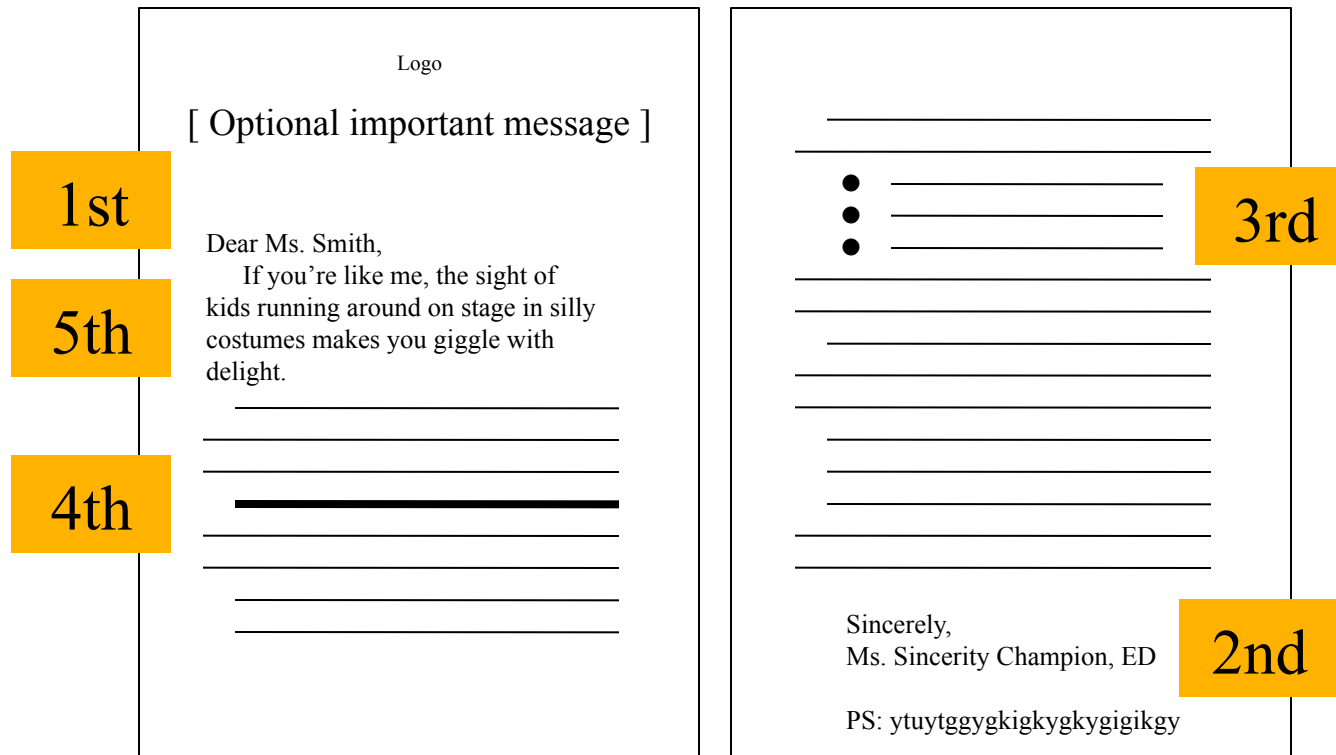 Logo
[ Optional important message ]
1st
Dear Ms. Smith,
If you’re like me, the sight of
kids running around on stage in silly
costumes makes you giggle with
delight.
5th
4th
3rd
Sincerely,
Ms. Sincerity Champion, ED
2nd
PS: ytuytggygkigkygkygigikgy